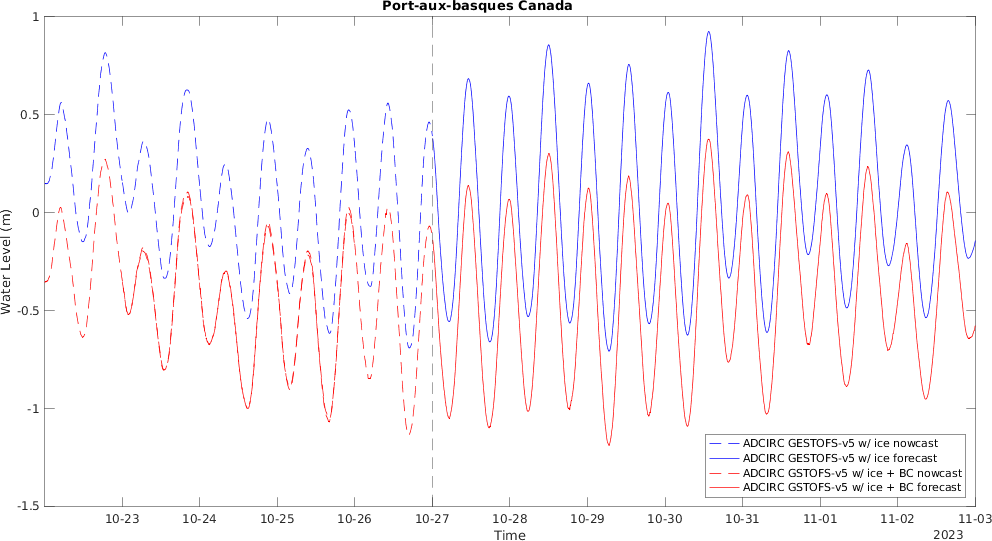 Port-aux-basques Canada
1
0.5
0
-0.5
-1
-1.5
Water Level (m)
ADCIRC GESTOFS-v5 w/ ice nowcast
ADCIRC GESTOFS-v5 w/ ice forecast
ADCIRC GSTOFS-v5 w/ ice + BC nowcast
ADCIRC GSTOFS-v5 w/ ice + BC forecast
10-23 10-24 10-25 10-26 10-27 10-28 10-29 10-30 10-31 11-01 11-02 11-03
Time
2023